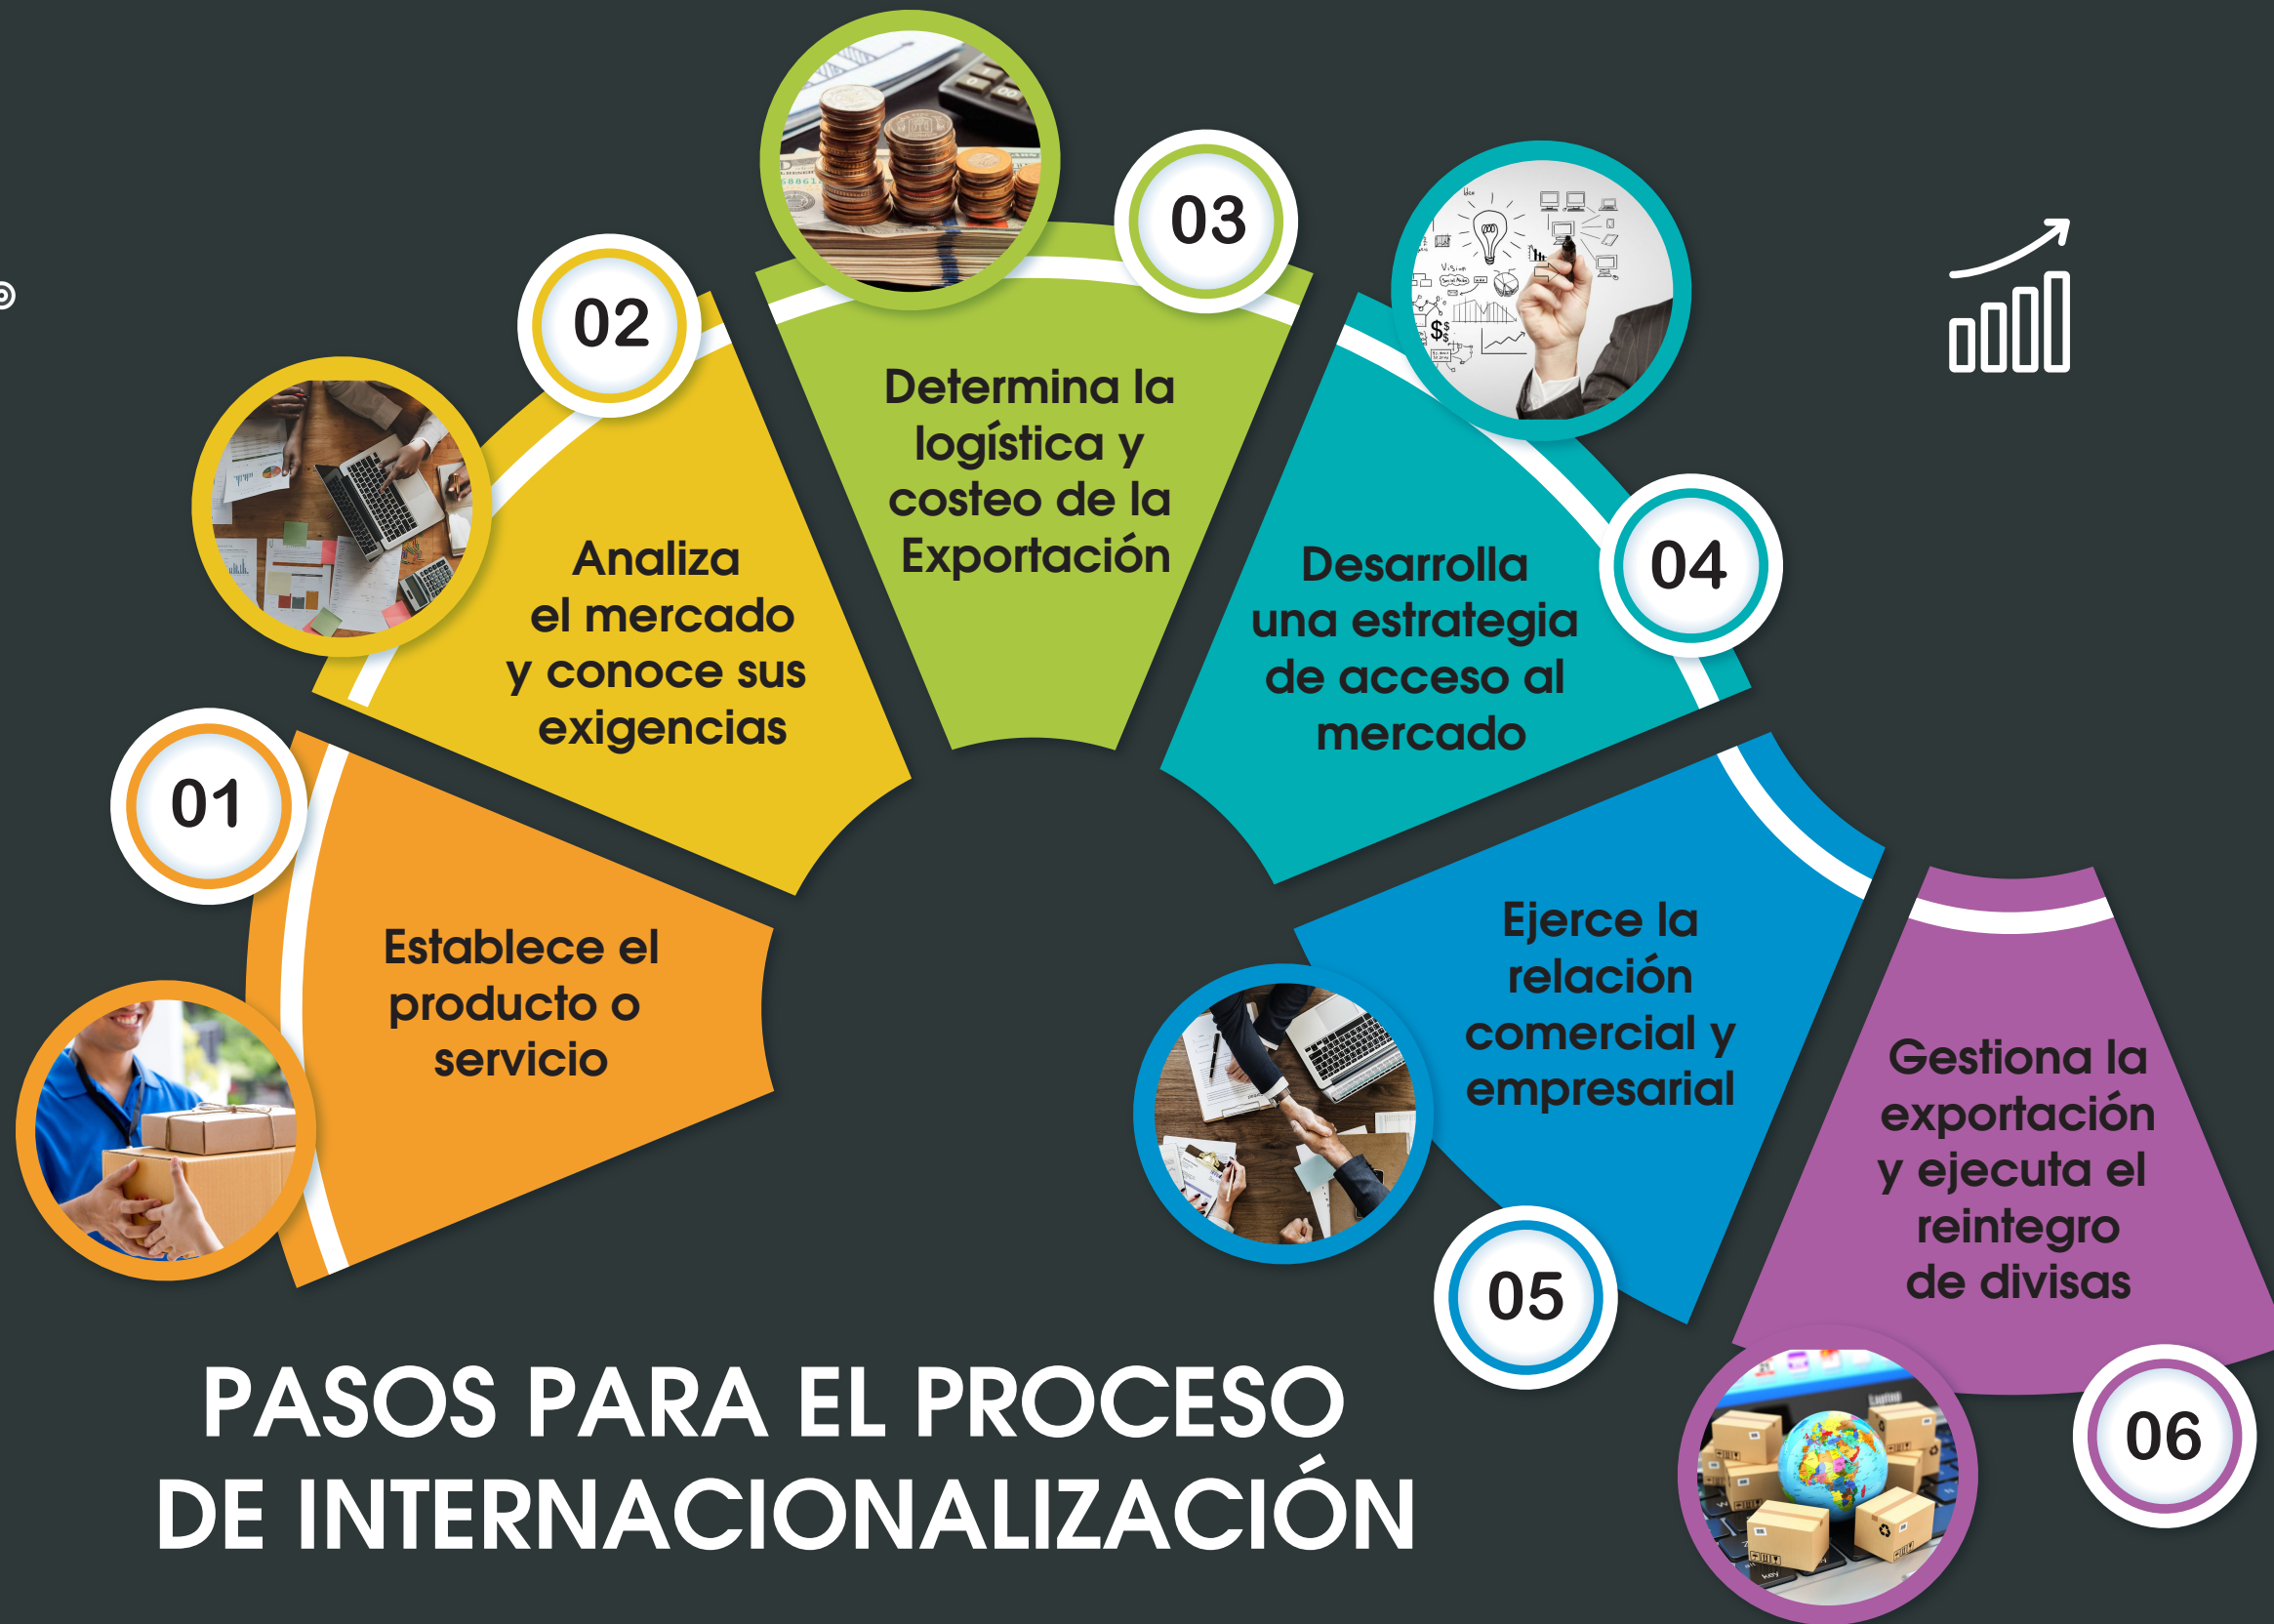 01
Establece el
producto o
servicio
02
Analiza
el mercado
y conoce sus
exigencias
03
Determina la
logística y
costeo de la
Exportación
04
Desarrolla
una estrategia
de acceso al
mercado
05
Ejerce la
relación
comercial y
empresarial
06
Gestiona la
exportación
y ejecuta el
reintegro
de divisas
PASOS PARA EL PROCESO
DE INTERNACIONALIZACIÓN